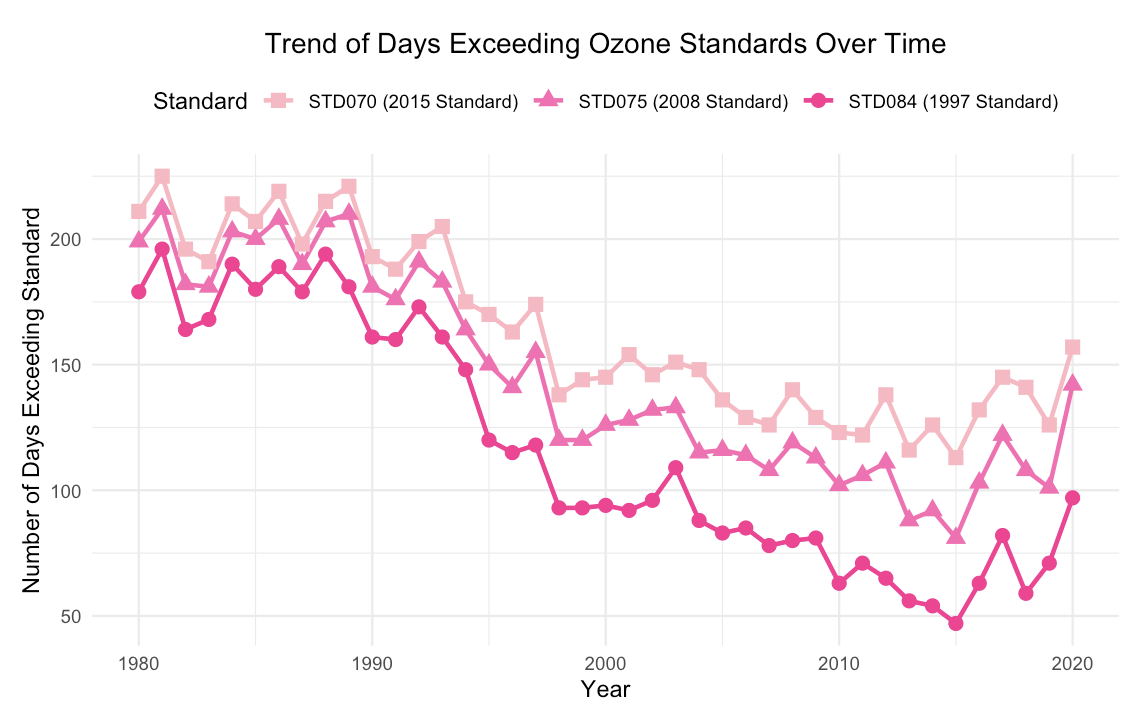 Trend of Days Exceeding Ozone Standards Over Time
Standard STD070 (2015 Standard) STD075 (2008 Standard) STD084 (1997 Standard)
Number of Days Exceeding Standard
200
150
100
50
1980 1990 2000 2010 2020
Year